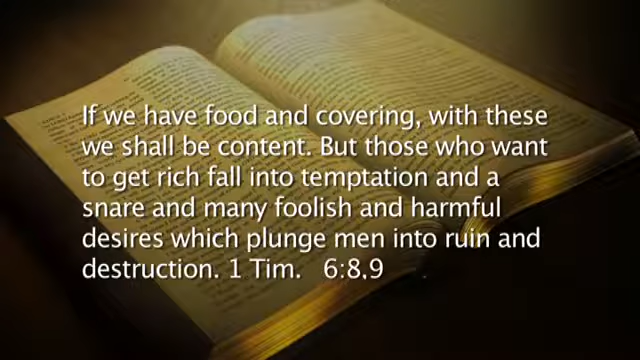 If we have food and covering, with these
we shall be content. But those who want
to get rich fall into temptation and a
snare and many foolish and harmful
desires which plunge men into ruin and
destruction. 1 Tim. 6:8,9